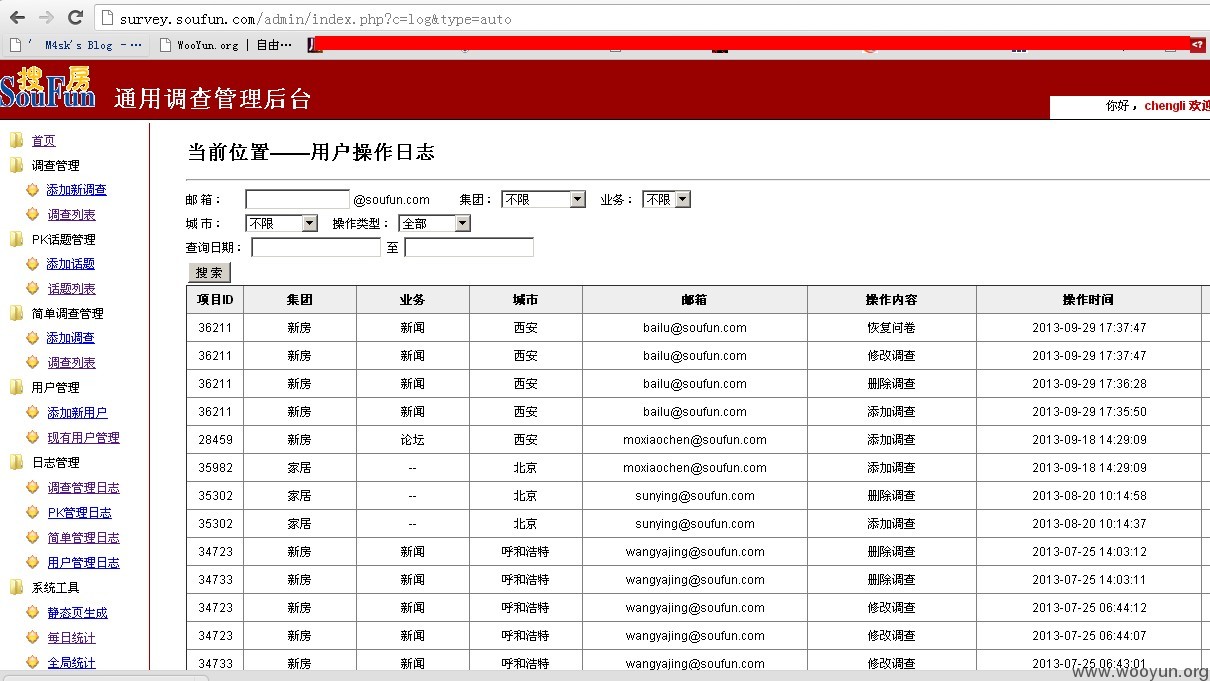 survey.soufun.com/admin/index.php?c=log&type=auto
' M4sk's Blog - ··· WooYun.org | 自由···
搜房 SouFun 通用调查管理后台
你好，chengli 欢迎
首页
调查管理
添加新调查
调查列表
PK话题管理
添加话题
话题列表
简单调查管理
添加调查
调查列表
用户管理
添加新用户
现有用户管理
日志管理
调查管理日志
PK管理日志
简单管理日志
用户管理日志
系统工具
静态页生成
每日统计
全局统计
当前位置——用户操作日志
邮箱： @soufun.com 集团： 不限 业务： 不限
城市： 不限 操作类型： 全部
查询日期： 至
搜 索
项目ID 集团 业务 城市 邮箱 操作内容 操作时间
36211 新房 新闻 西安 bailu@soufun.com 恢复问卷 2013-09-29 17:37:47
36211 新房 新闻 西安 bailu@soufun.com 修改调查 2013-09-29 17:37:47
36211 新房 新闻 西安 bailu@soufun.com 删除调查 2013-09-29 17:36:28
36211 新房 新闻 西安 bailu@soufun.com 添加调查 2013-09-29 17:35:50
28459 新房 论坛 西安 moxiaochen@soufun.com 添加调查 2013-09-18 14:29:09
35982 家居 -- 北京 moxiaochen@soufun.com 添加调查 2013-09-18 14:29:09
35302 家居 -- 北京 sunying@soufun.com 删除调查 2013-08-20 10:14:58
35302 家居 -- 北京 sunying@soufun.com 添加调查 2013-08-20 10:14:37
34723 新房 新闻 呼和浩特 wangyajing@soufun.com 删除调查 2013-07-25 14:03:12
34733 新房 新闻 呼和浩特 wangyajing@soufun.com 删除调查 2013-07-25 14:03:11
34723 新房 新闻 呼和浩特 wangyajing@soufun.com 修改调查 2013-07-25 06:44:12
34723 新房 新闻 呼和浩特 wangyajing@soufun.com 修改调查 2013-07-25 06:44:07
34733 新房 新闻 呼和浩特 wangyajing@soufun.com 修改调查 2013-07-25 06:43:01
www.wooyun.org